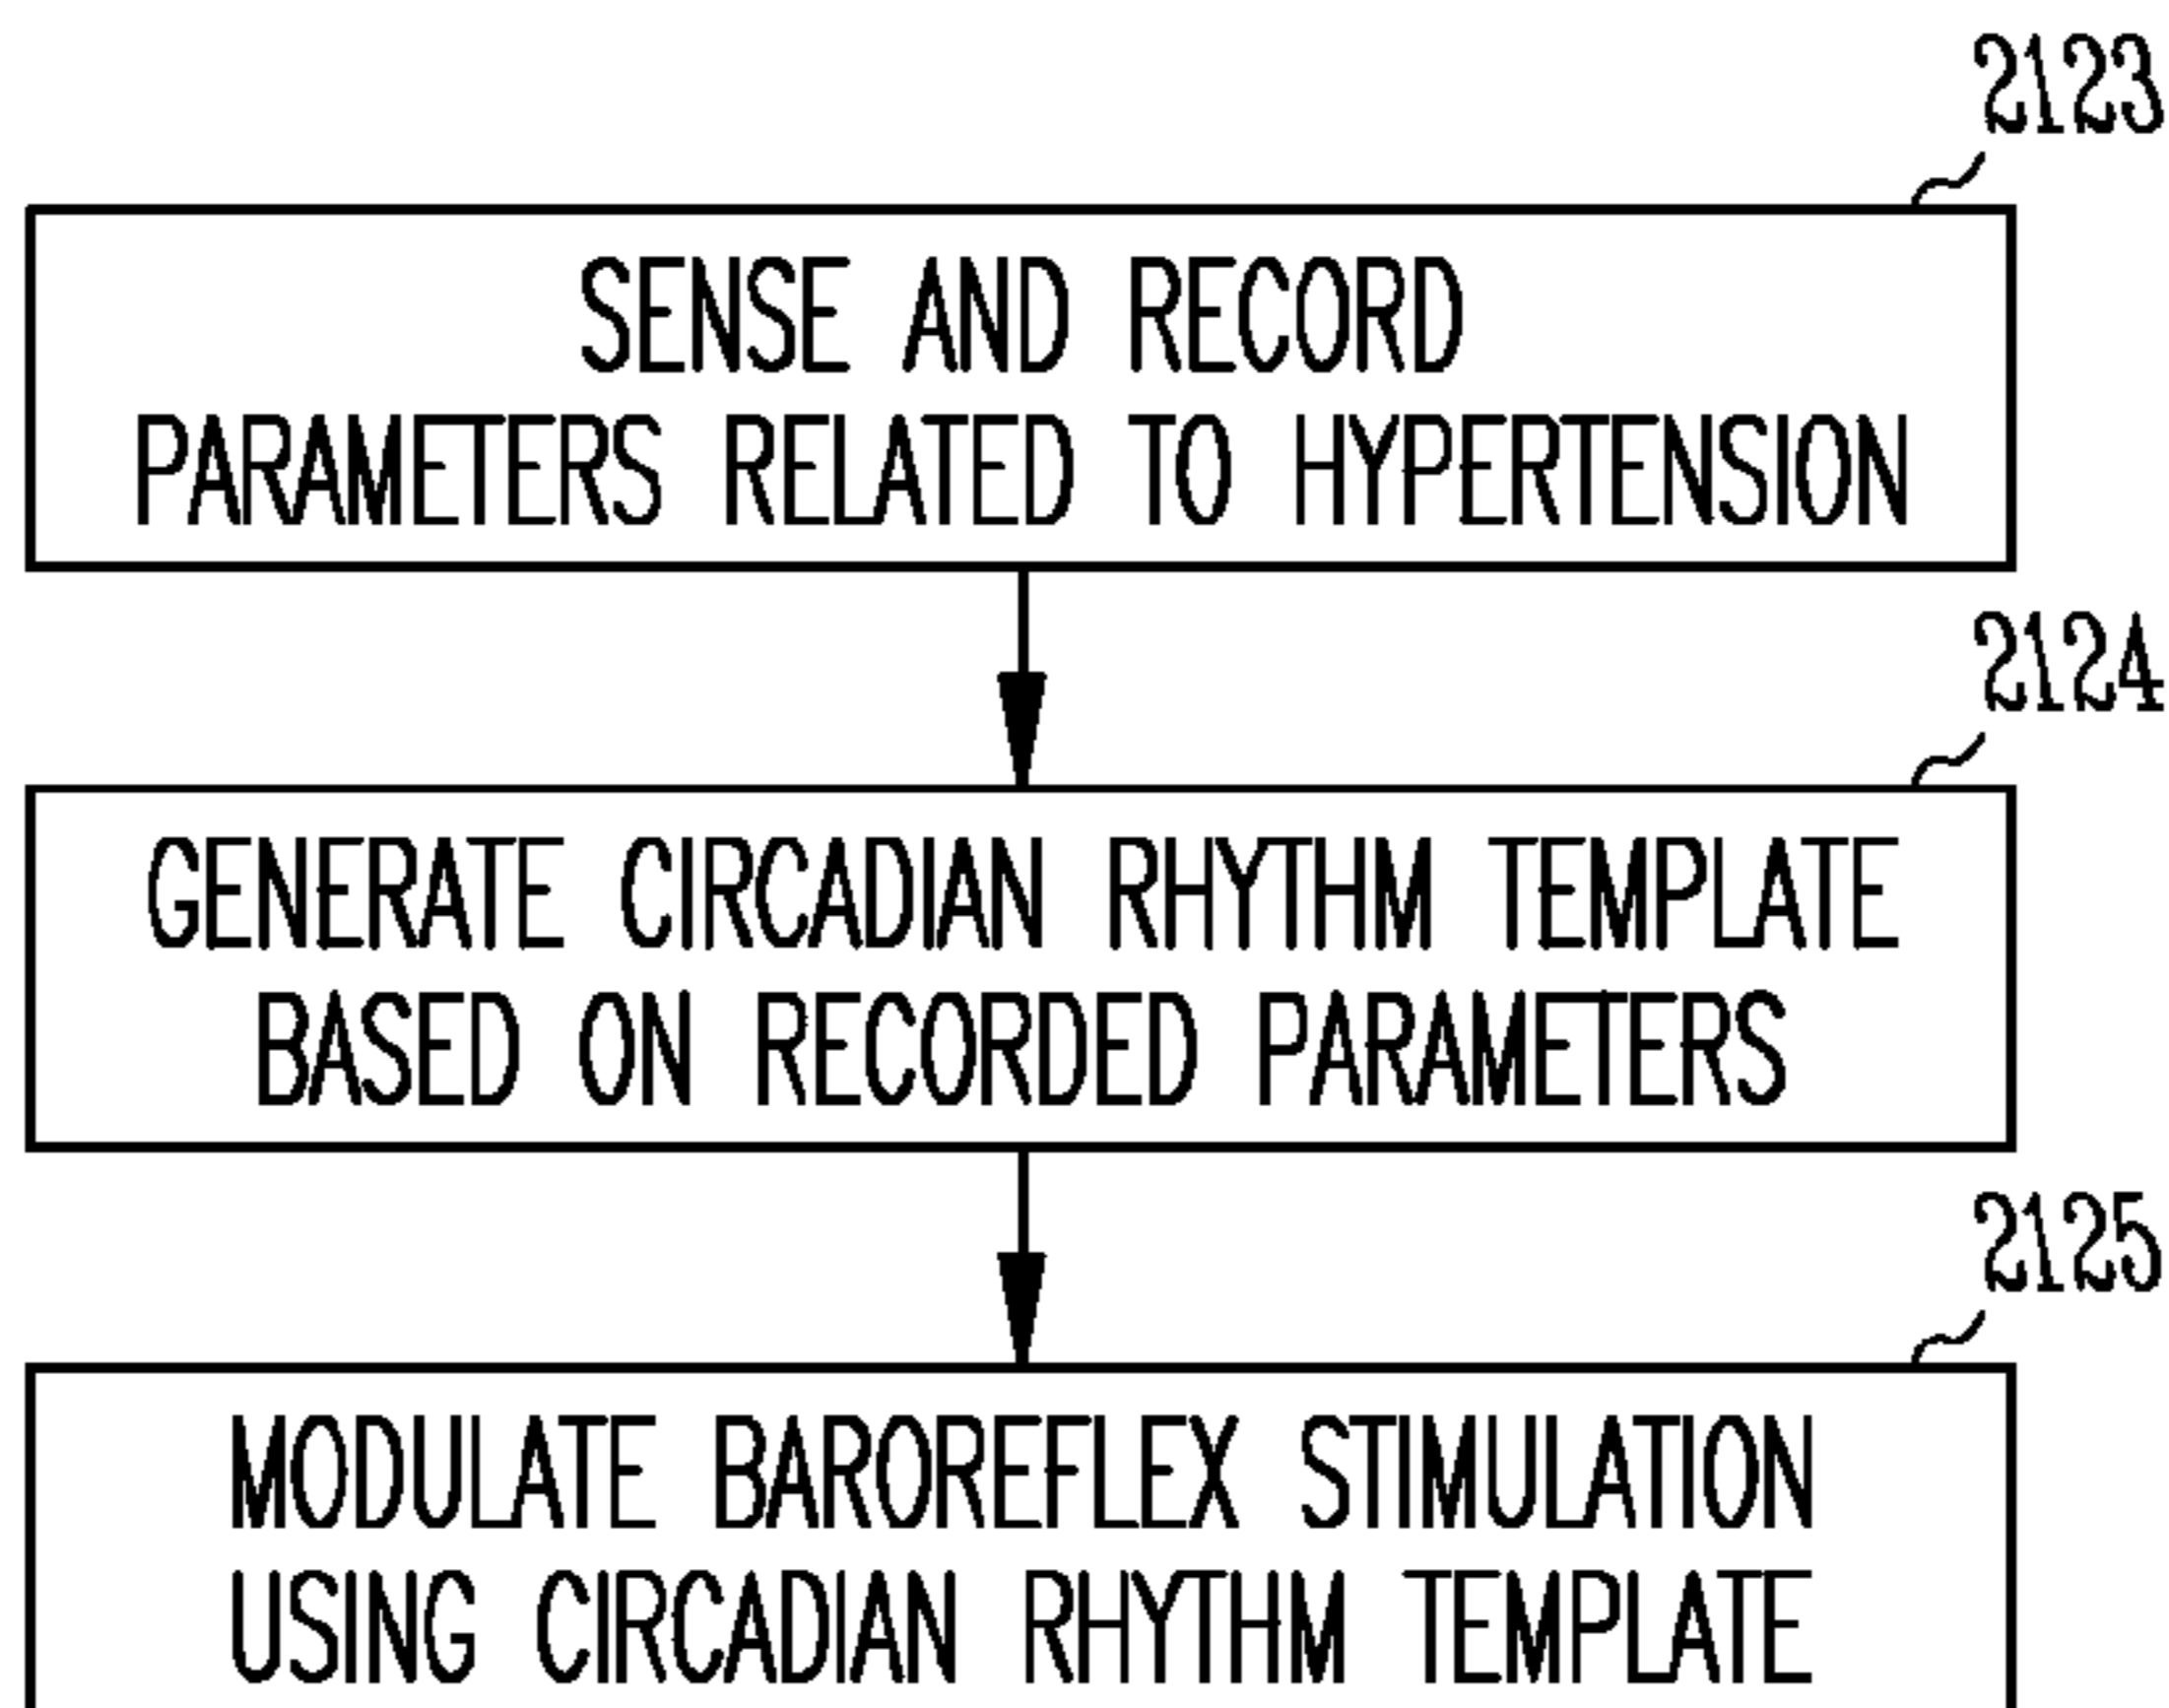 2123
SENSE AND RECORD
PARAMETERS RELATED TO HYPERTENSION
2124
GENERATE CIRCADIAN RHYTHM TEMPLATE
BASED ON RECORDED PARAMETERS
2125
MODULATE BAROREFLEX STIMULATION
USING CIRCADIAN RHYTHM TEMPLATE